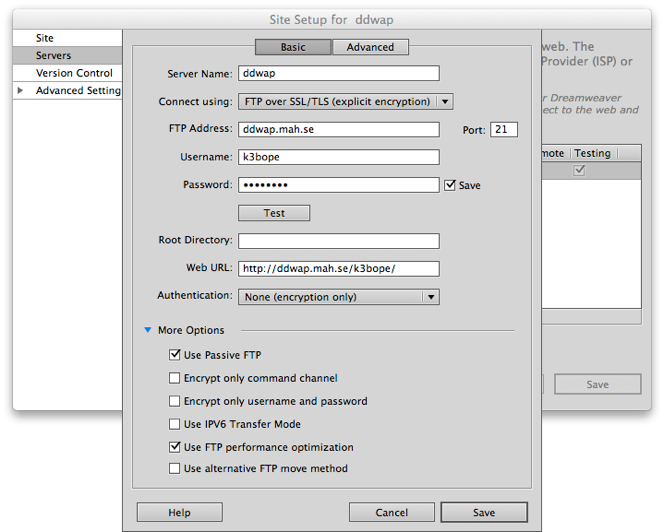 Site Setup for ddwap
Site
Servers
Version Control
Advanced Setting
web. The
Provider (ISP) or
r Dreamweaver
ect to the web and
mote Testing
Save
Basic Advanced
Server Name: ddwap
Connect using: FTP over SSL/TLS (explicit encryption)
FTP Address: ddwap.mah.se Port: 21
Username: k3bope
Password: •••••••• Save
Test
Root Directory:
Web URL: http://ddwap.mah.se/k3bope/
Authentication: None (encryption only)
More Options
Use Passive FTP
Encrypt only command channel
Encrypt only username and password
Use IPV6 Transfer Mode
Use FTP performance optimization
Use alternative FTP move method
Help Cancel Save